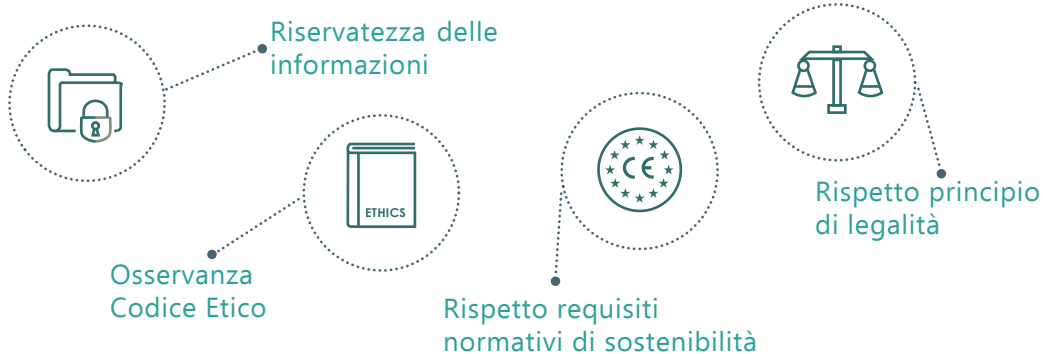 Riservatezza delle
informazioni
ETHICS
Osservanza
Codice Etico
CE
Rispetto requisiti
normativi di sostenibilità
Rispetto principio
di legalità